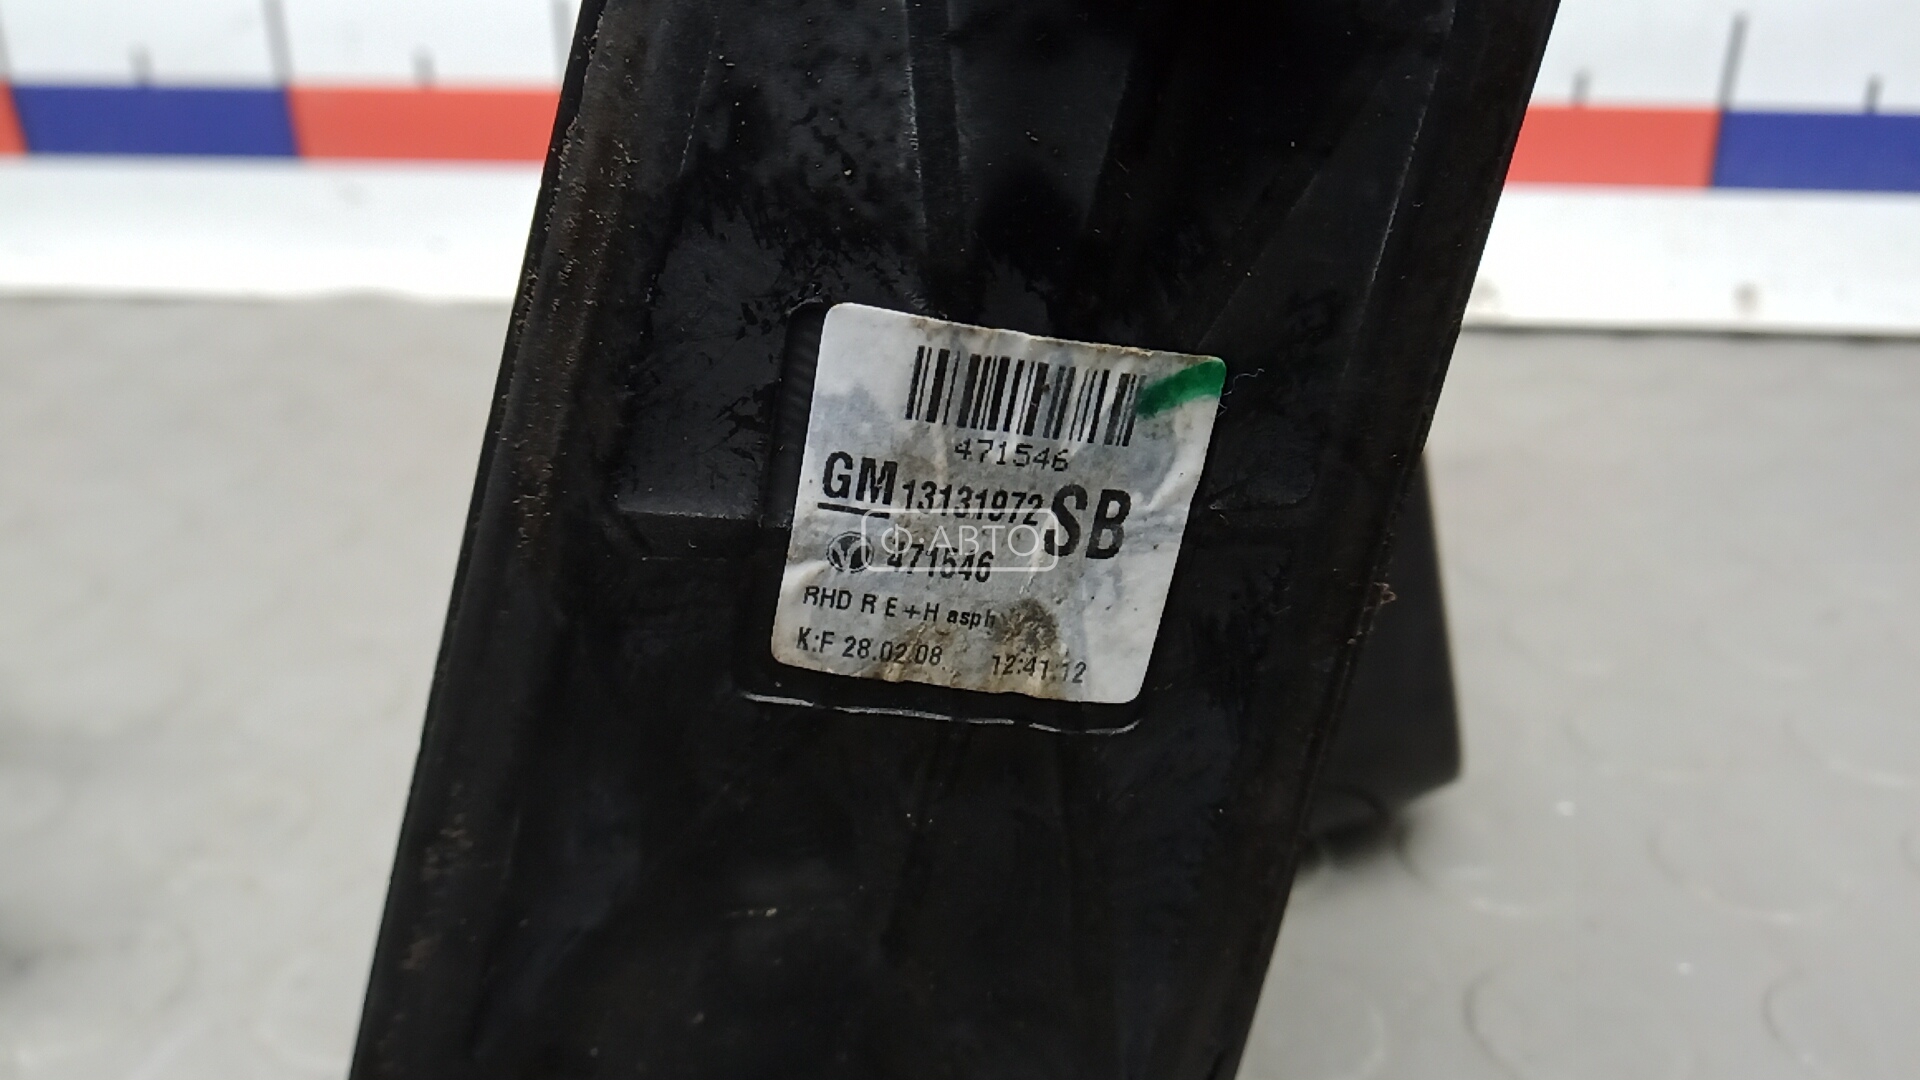 471546
GM 13131972 SB
471546
RHD R E+H asph
K:F 28.02.08 12:41:12
Ф АВТО